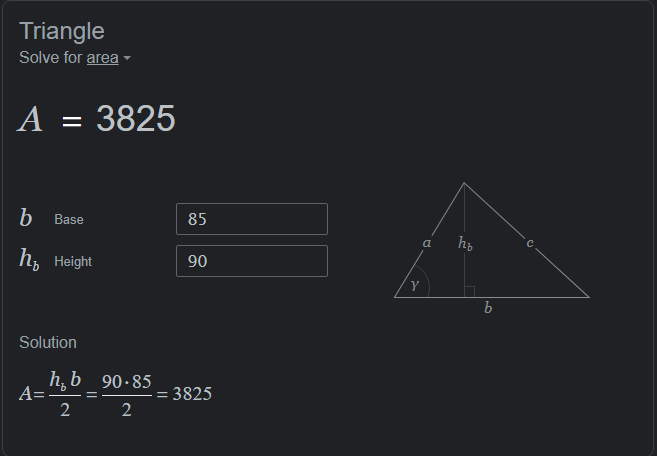 Triangle
Solve for area
A = 3825
b Base 85
h_b Height 90
a h_b c
γ
b
Solution
A= h_b b / 2 = 90·85 / 2 = 3825